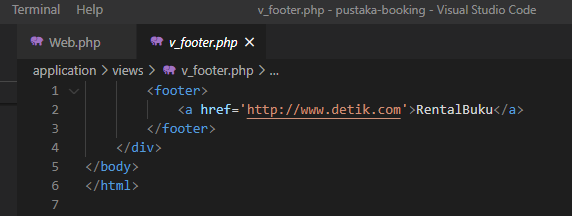 Terminal Help v_footer.php - pustaka-booking - Visual Studio Code
Web.php v_footer.php ×
application > views > v_footer.php > ...
1 <footer>
2 <a href='http://www.detik.com'>RentalBuku</a>
3 </footer>
4 </div>
5 </body>
6 </html>
7